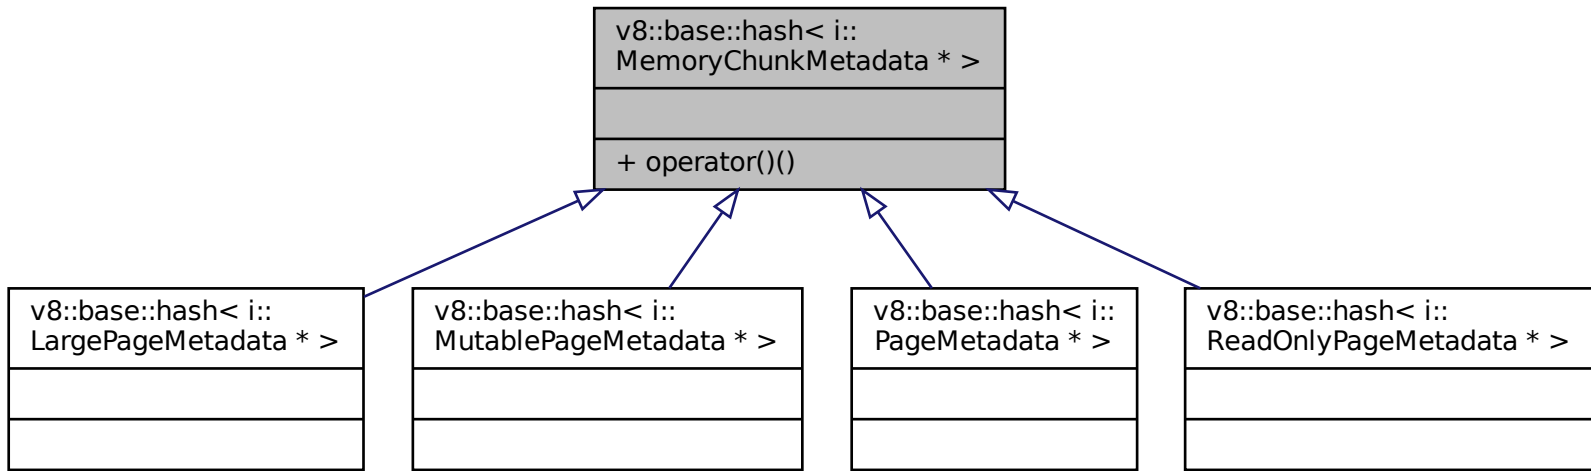 v8::base::hash< i::
MemoryChunkMetadata * >
+ operator()()
v8::base::hash< i::
LargePageMetadata * >
v8::base::hash< i::
MutablePageMetadata * >
v8::base::hash< i::
PageMetadata * >
v8::base::hash< i::
ReadOnlyPageMetadata * >